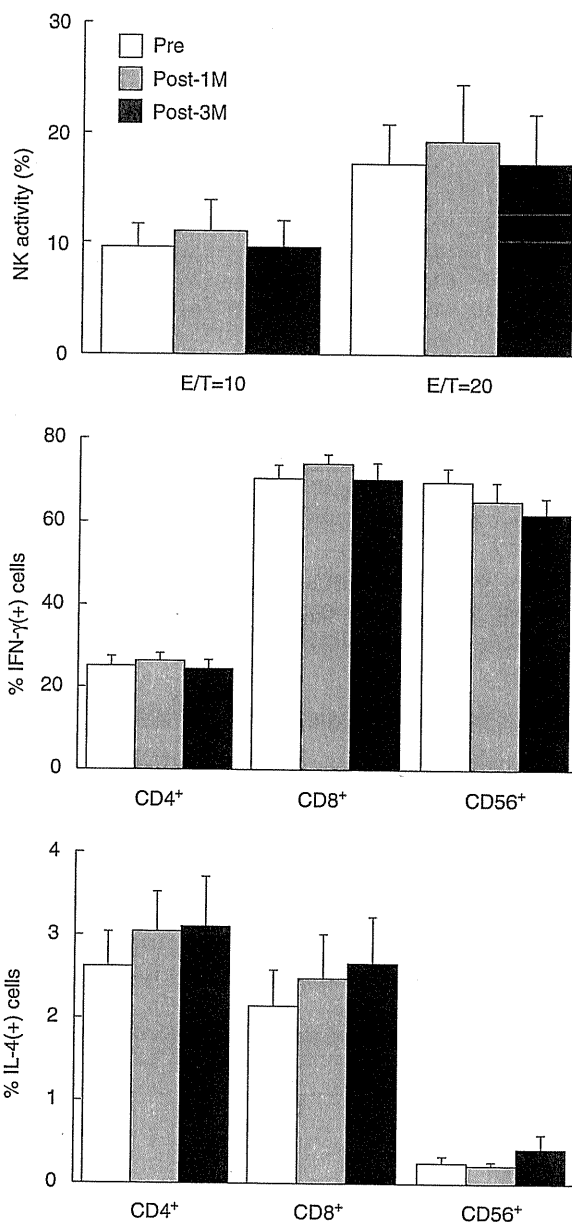 30
20
10
0
NK activity (%)
Pre
Post-1M
Post-3M
E/T=10
E/T=20
80
60
40
20
0
% IFN-γ(+) cells
CD4⁺
CD8⁺
CD56⁺
4
3
2
1
0
% IL-4(+) cells
CD4⁺
CD8⁺
CD56⁺